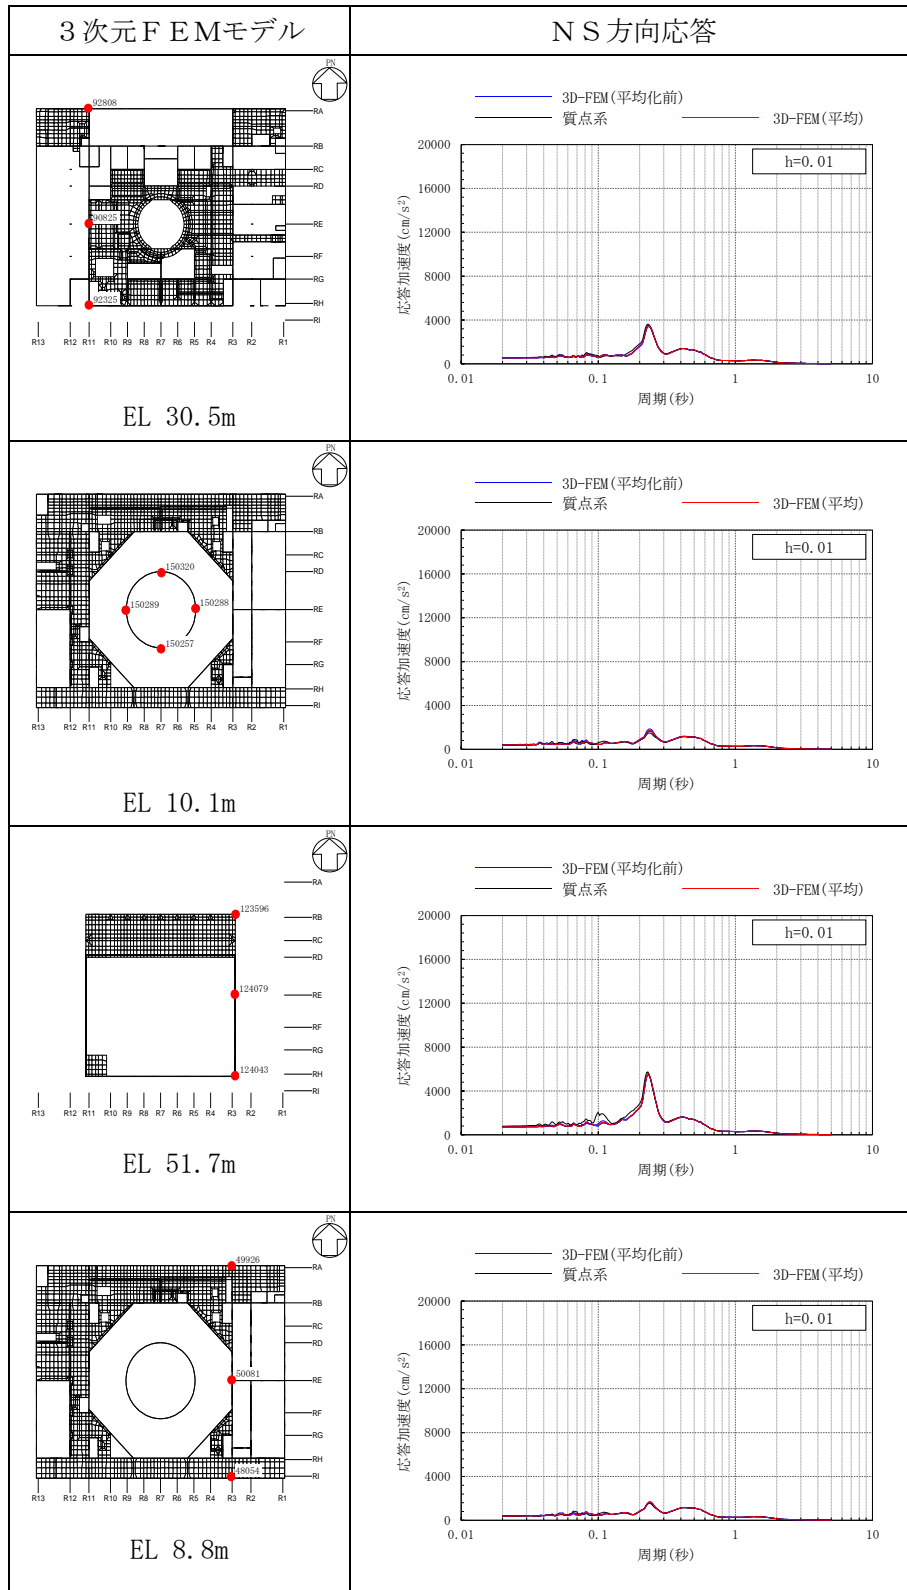 ３次元ＦＥＭモデル
ＮＳ方向応答
PN
92808
90825
92325
RA
RB
RC
RD
RE
RF
RG
RH
RI
R13 R12 R11 R10 R9 R8 R7 R6 R5 R4 R3 R2 R1
EL 30.5m
3D-FEM(平均化前)
質点系 3D-FEM(平均)
h=0.01
応答加速度(cm/s²)
20000
16000
12000
8000
4000
0
0.01 0.1 1 10
周期(秒)
PN
150320
150289
150288
150257
RA
RB
RC
RD
RE
RF
RG
RH
RI
R13 R12 R11 R10 R9 R8 R7 R6 R5 R4 R3 R2 R1
EL 10.1m
3D-FEM(平均化前)
質点系 3D-FEM(平均)
h=0.01
応答加速度(cm/s²)
20000
16000
12000
8000
4000
0
0.01 0.1 1 10
周期(秒)
PN
123596
124079
124043
RA
RB
RC
RD
RE
RF
RG
RH
RI
R13 R12 R11 R10 R9 R8 R7 R6 R5 R4 R3 R2 R1
EL 51.7m
3D-FEM(平均化前)
質点系 3D-FEM(平均)
h=0.01
応答加速度(cm/s²)
20000
16000
12000
8000
4000
0
0.01 0.1 1 10
周期(秒)
PN
49926
50081
48054
RA
RB
RC
RD
RE
RF
RG
RH
RI
R13 R12 R11 R10 R9 R8 R7 R6 R5 R4 R3 R2 R1
EL 8.8m
3D-FEM(平均化前)
質点系 3D-FEM(平均)
h=0.01
応答加速度(cm/s²)
20000
16000
12000
8000
4000
0
0.01 0.1 1 10
周期(秒)